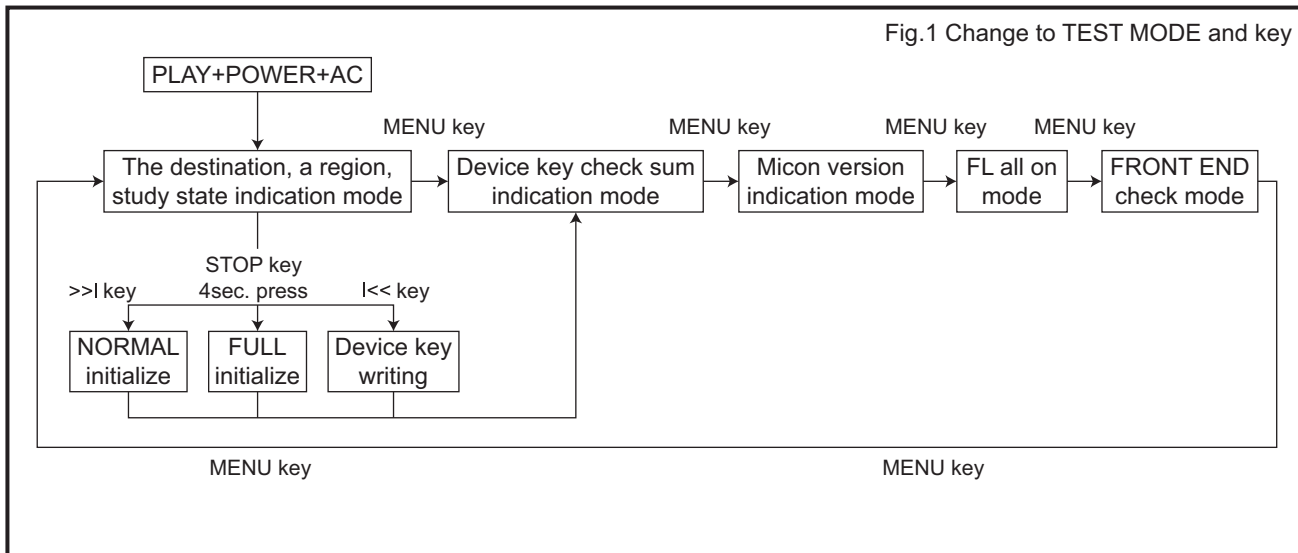 Fig.1 Change to TEST MODE and key
PLAY+POWER+AC
MENU key
MENU key
MENU key
MENU key
The destination, a region,
study state indication mode
Device key check sum
indication mode
Micon version
indication mode
FL all on
mode
FRONT END
check mode
STOP key
>>I key
4sec. press
I<< key
NORMAL
initialize
FULL
initialize
Device key
writing
MENU key
MENU key